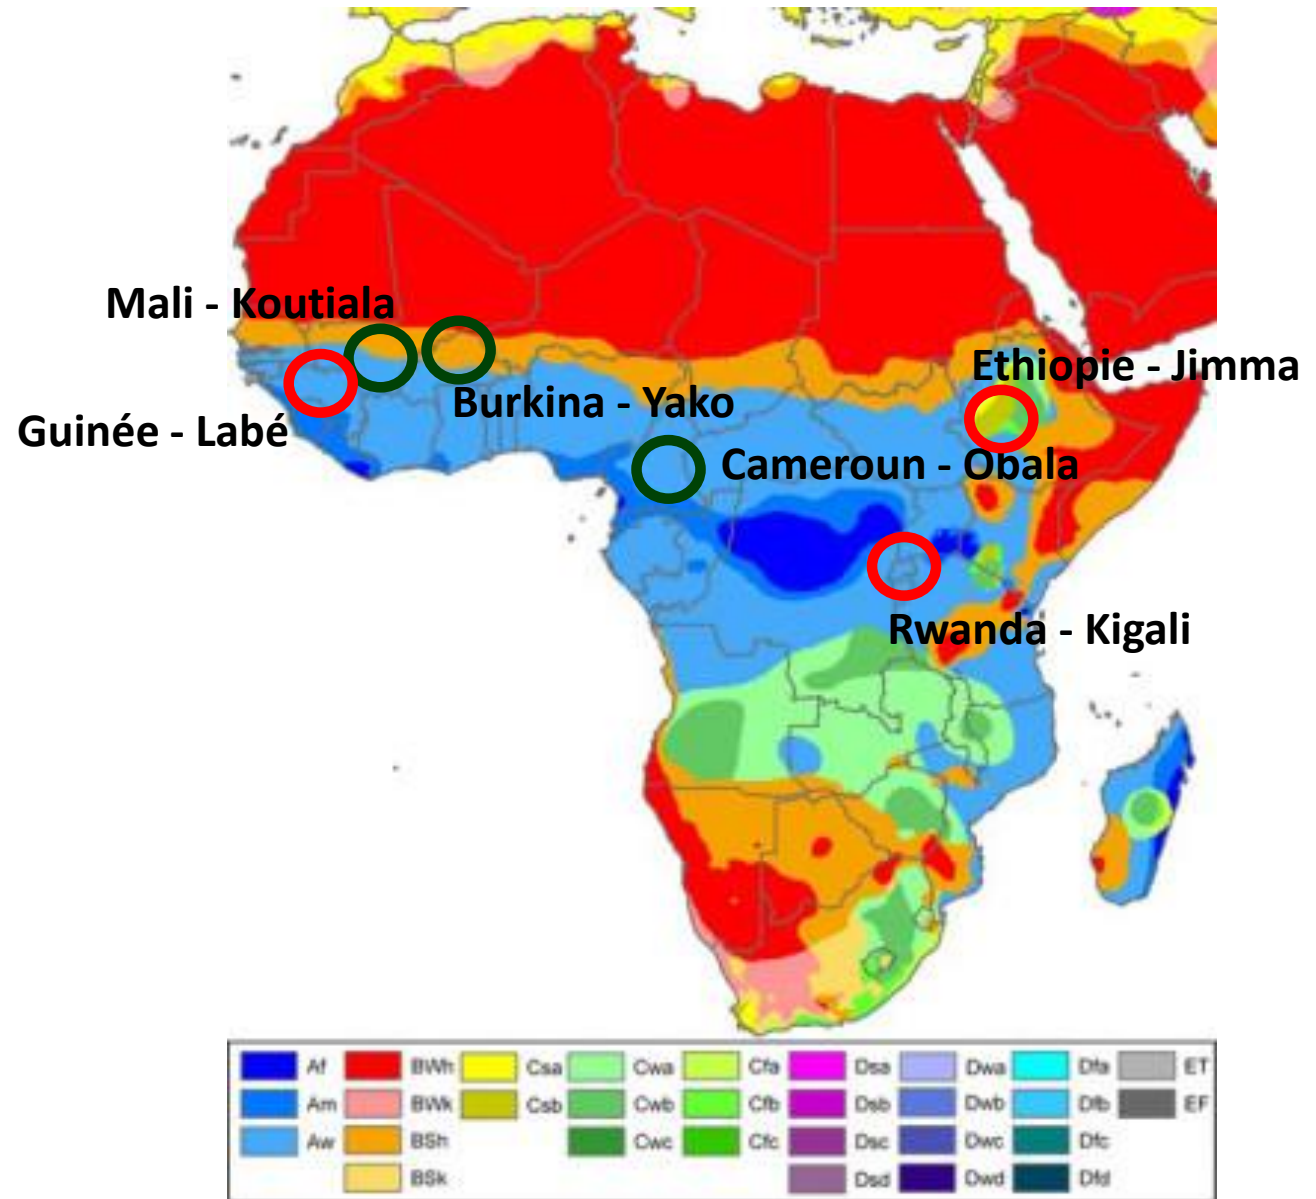 Mali - Koutiala
Ethiopie - Jimma
Burkina - Yako
Guinée - Labé
Cameroun - Obala
Rwanda - Kigali
Af BWh Csa Cwa Cfa Dsa Dwa Dfa ET
Am BWk Csb Cwb Cfb Dsb Dwb Dfb EF
Aw BSh Cwc Cfc Dsc Dwc Dfc
BSk Dsd Dwd Dfd